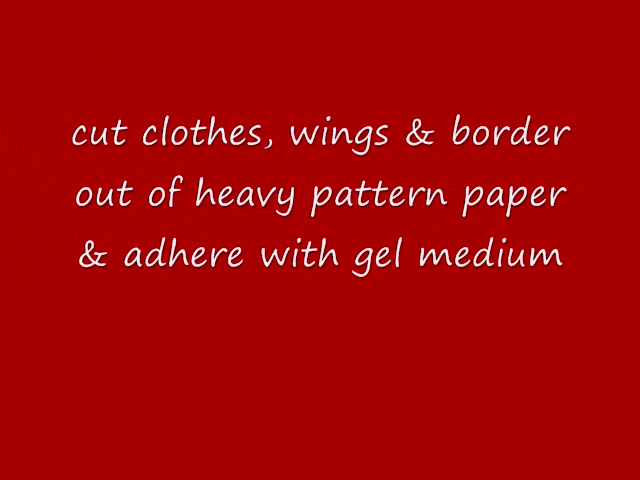 cut clothes, wings & border
out of heavy pattern paper
& adhere with gel medium